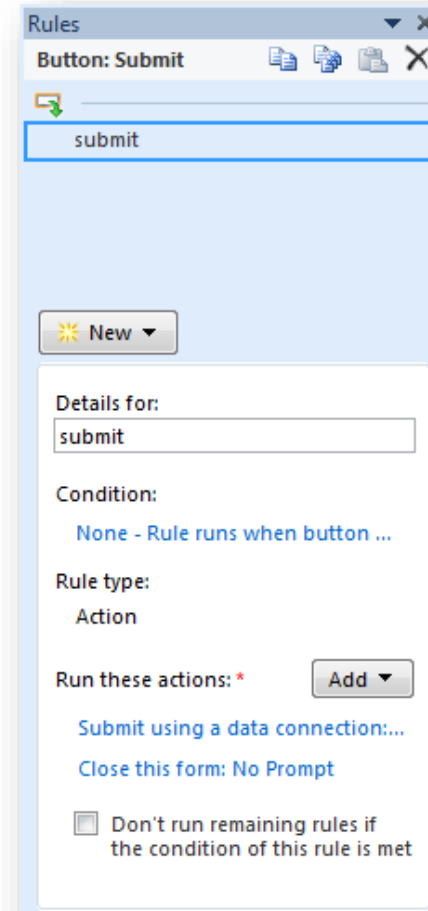 Rules
Button: Submit
submit
New
Details for:
submit
Condition:
None - Rule runs when button ...
Rule type:
Action
Run these actions: * Add
Submit using a data connection:...
Close this form: No Prompt
Don't run remaining rules if
the condition of this rule is met